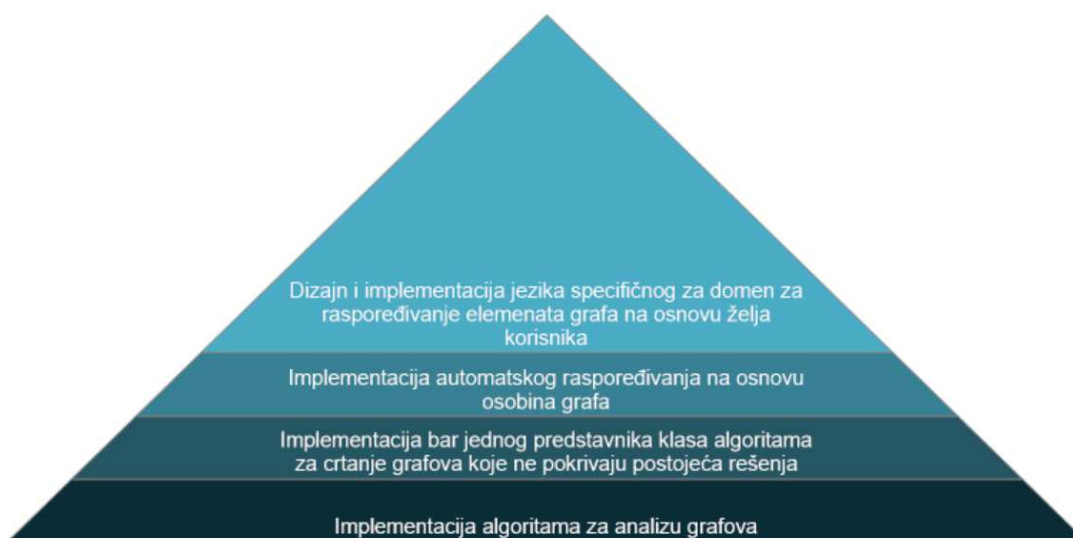 Dizajn i implementacija jezika specifičnog za domen za
raspoređivanje elemenata grafa na osnovu želja
korisnika
Implementacija automatskog raspoređivanja na osnovu
osobina grafa
Implementacija bar jednog predstavnika klasa algoritama
za crtanje grafova koje ne pokrivaju postojeća rešenja
Implementacija algoritama za analizu grafova